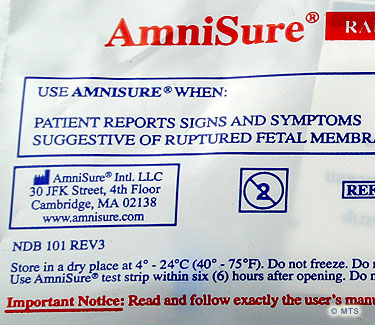 AmniSure®
USE AMNISURE® WHEN:
PATIENT REPORTS SIGNS AND SYMPTOMS
SUGGESTIVE OF RUPTURED FETAL MEMBRA
AmniSure® Intl. LLC
30 JFK Street, 4th Floor
Cambridge, MA 02138
www.amnisure.com
2
REF
NDB 101 REV3
Store in a dry place at 4° - 24°C (40° - 75°F). Do not freeze. Do
Use AmniSure® test strip within six (6) hours after opening. Do
Important Notice: Read and follow exactly the user's manu
© MTS